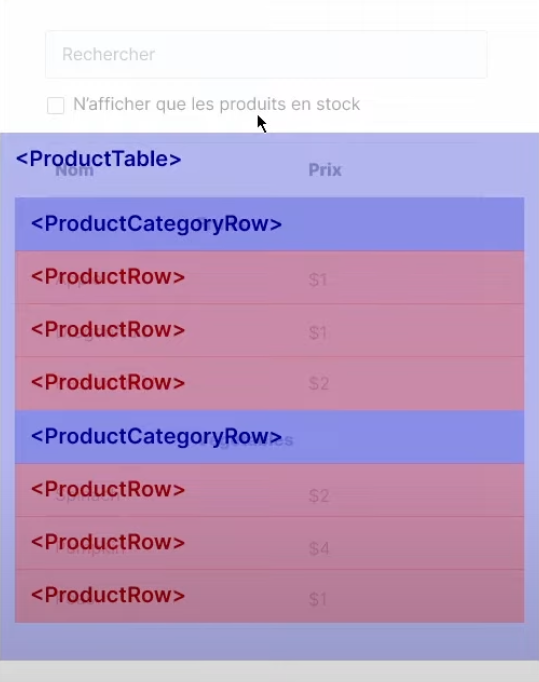 Rechercher
N'afficher que les produits en stock
<ProductTable>
Nom Prix
<ProductCategoryRow>
<ProductRow> $1
<ProductRow> $1
<ProductRow> $2
<ProductCategoryRow>
<ProductRow> $2
<ProductRow> $4
<ProductRow> $1